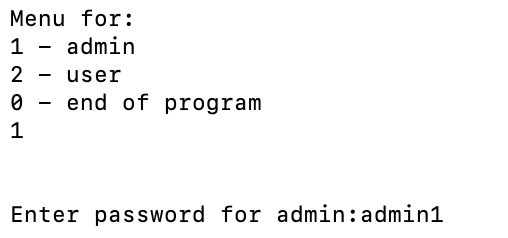 Menu for:
1 – admin
2 – user
0 – end of program
1
Enter password for admin:admin1